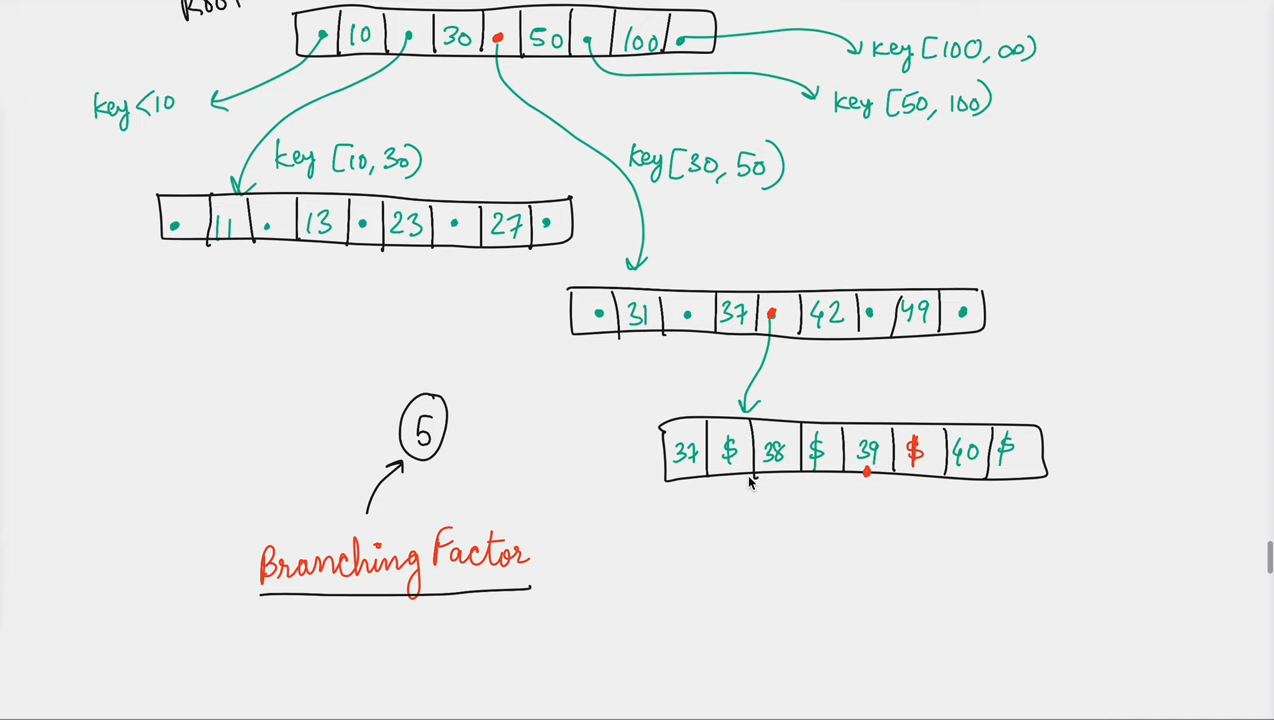 Root
10 30 50 100
key [100, ∞)
key [50, 100)
key < 10
key [10, 30)
key [30, 50)
11 13 23 27
31 37 42 49
37 $ 38 $ 39 $ 40 $
5
Branching Factor